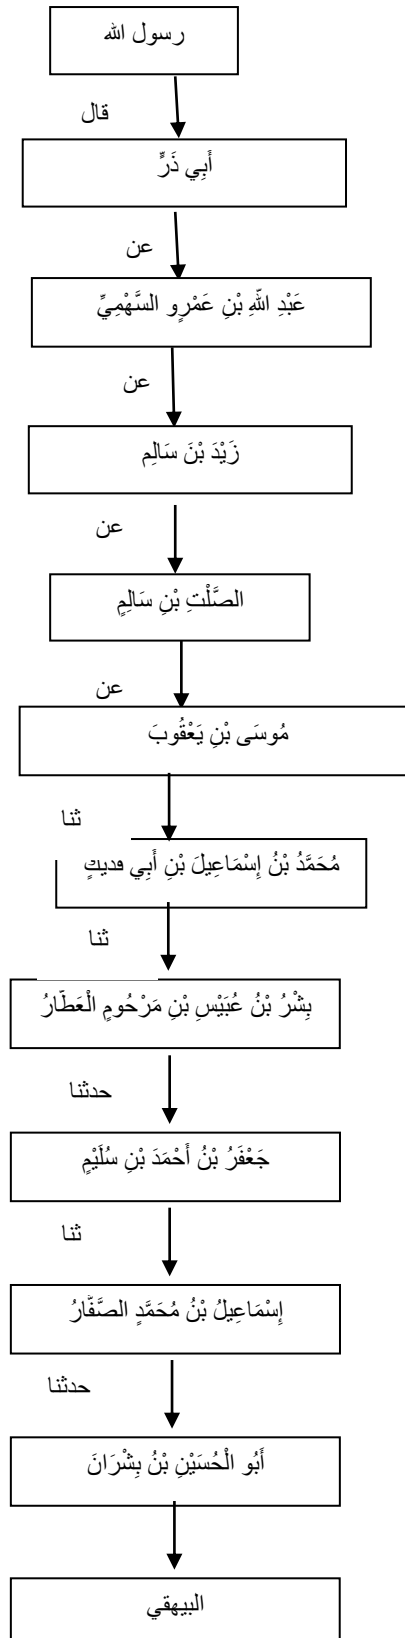 رسول الله
قال
أَبِي ذَرٍّ
عن
عَبْدِ اللَّهِ بْنِ عَمْرٍو السَّهْمِيِّ
عن
زَيْدَ بْنَ سَالِم
عن
الصَّلْتِ بْنِ سَالِمٍ
عن
مُوسَى بْنِ يَعْقُوبَ
ثنا
مُحَمَّدُ بْنُ إِسْمَاعِيلَ بْنِ أَبِي فديكٍ
ثنا
بِشْرُ بْنُ عُبَيْسِ بْنِ مَرْحُومٍ الْعَطَّارُ
حدثنا
جَعْفَرُ بْنُ أَحْمَدَ بْنِ سُلَيْمٍ
ثنا
إِسْمَاعِيلُ بْنُ مُحَمَّدٍ الصَّفَّارُ
حدثنا
أَبُو الْحُسَيْنِ بْنُ بِشْرَانَ
البيهقي